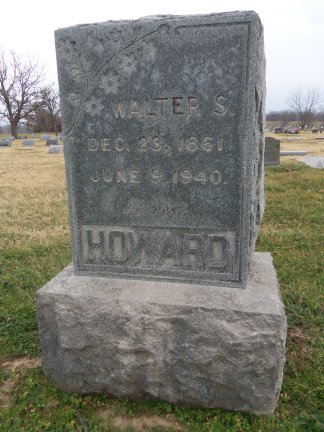 WALTER S.
DEC. 23, 1861
JUNE 9, 1940.
HOWARD